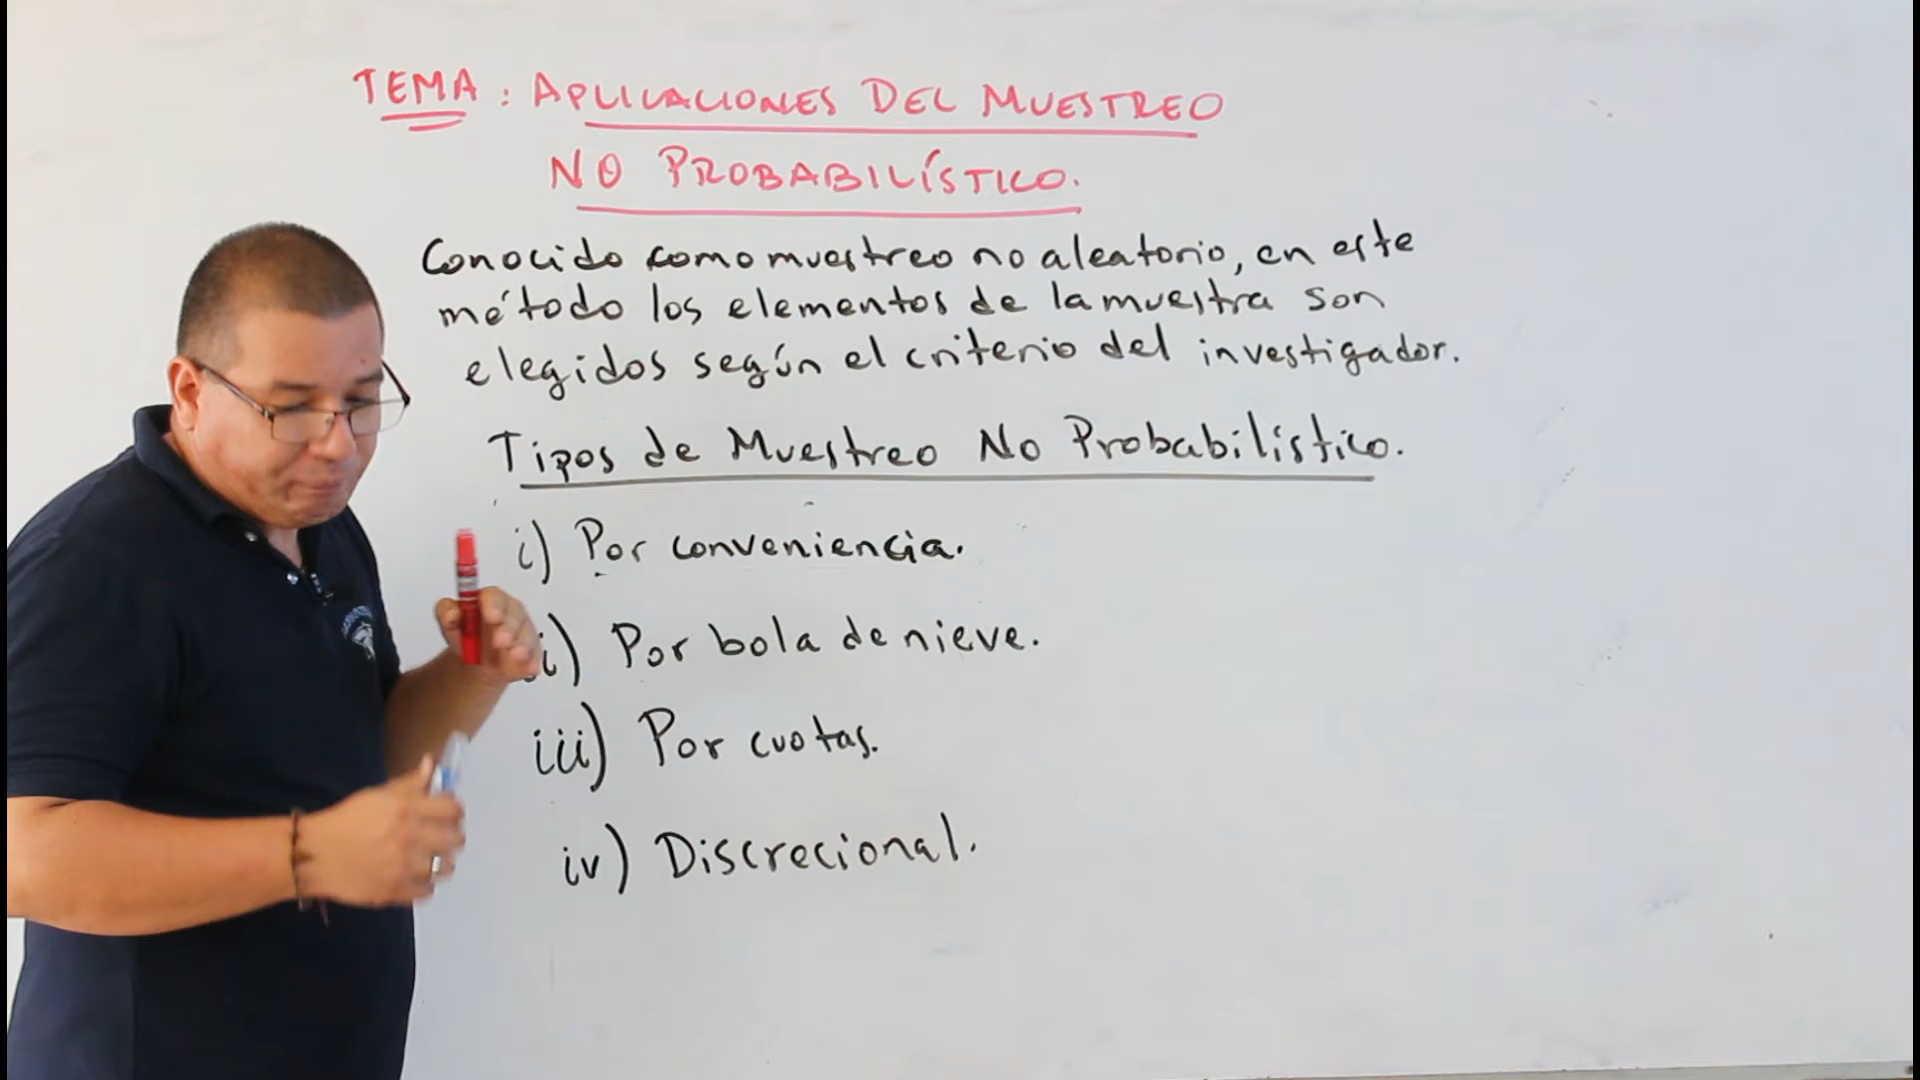 TEMA: APLICACIONES DEL MUESTREO
NO PROBABILÍSTICO.
Conocido como muestreo no aleatorio, en este
método los elementos de la muestra son
elegidos según el criterio del investigador.
Tipos de Muestreo No Probabilístico.
i) Por conveniencia.
ii) Por bola de nieve.
iii) Por cuotas.
iv) Discrecional.